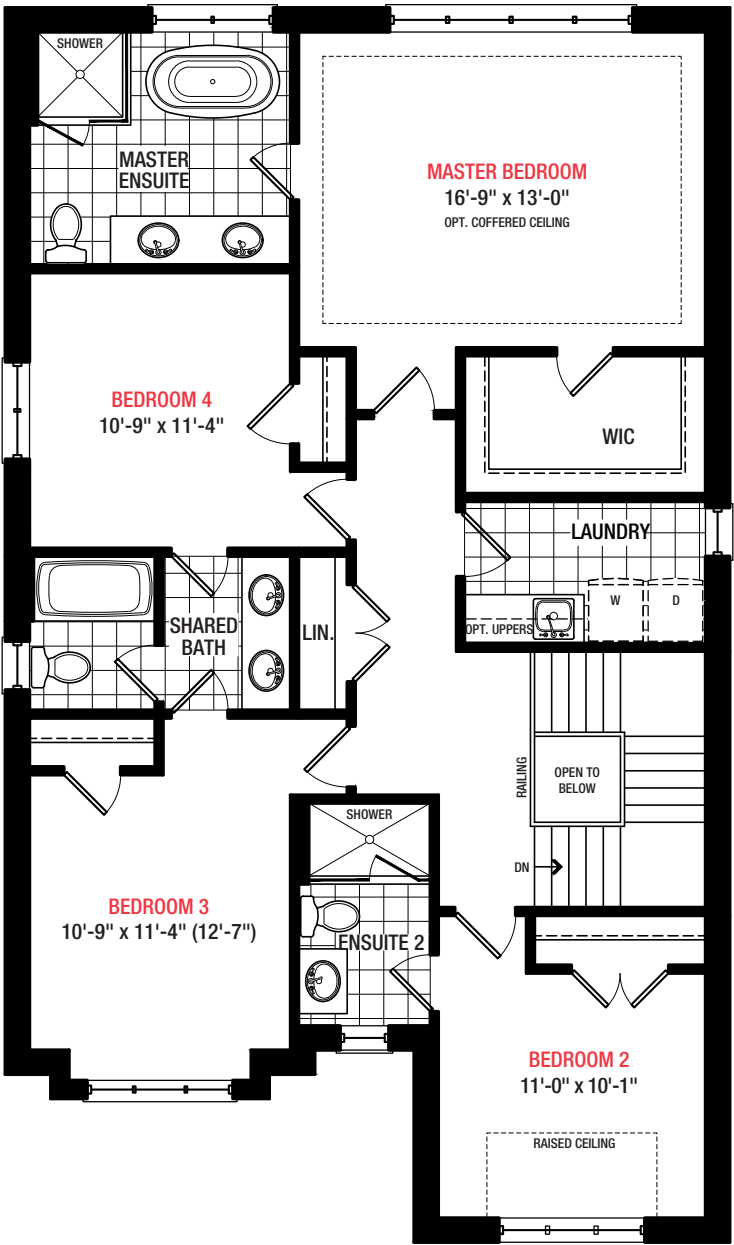 SHOWER
MASTER
ENSUITE
MASTER BEDROOM
16'-9" x 13'-0"
OPT. COFFERED CEILING
BEDROOM 4
10'-9" x 11'-4"
WIC
LAUNDRY
W
D
OPT. UPPERS
SHARED
BATH
LIN.
RAILING
OPEN TO
BELOW
DN
SHOWER
BEDROOM 3
10'-9" x 11'-4" (12'-7")
ENSUITE 2
BEDROOM 2
11'-0" x 10'-1"
RAISED CEILING